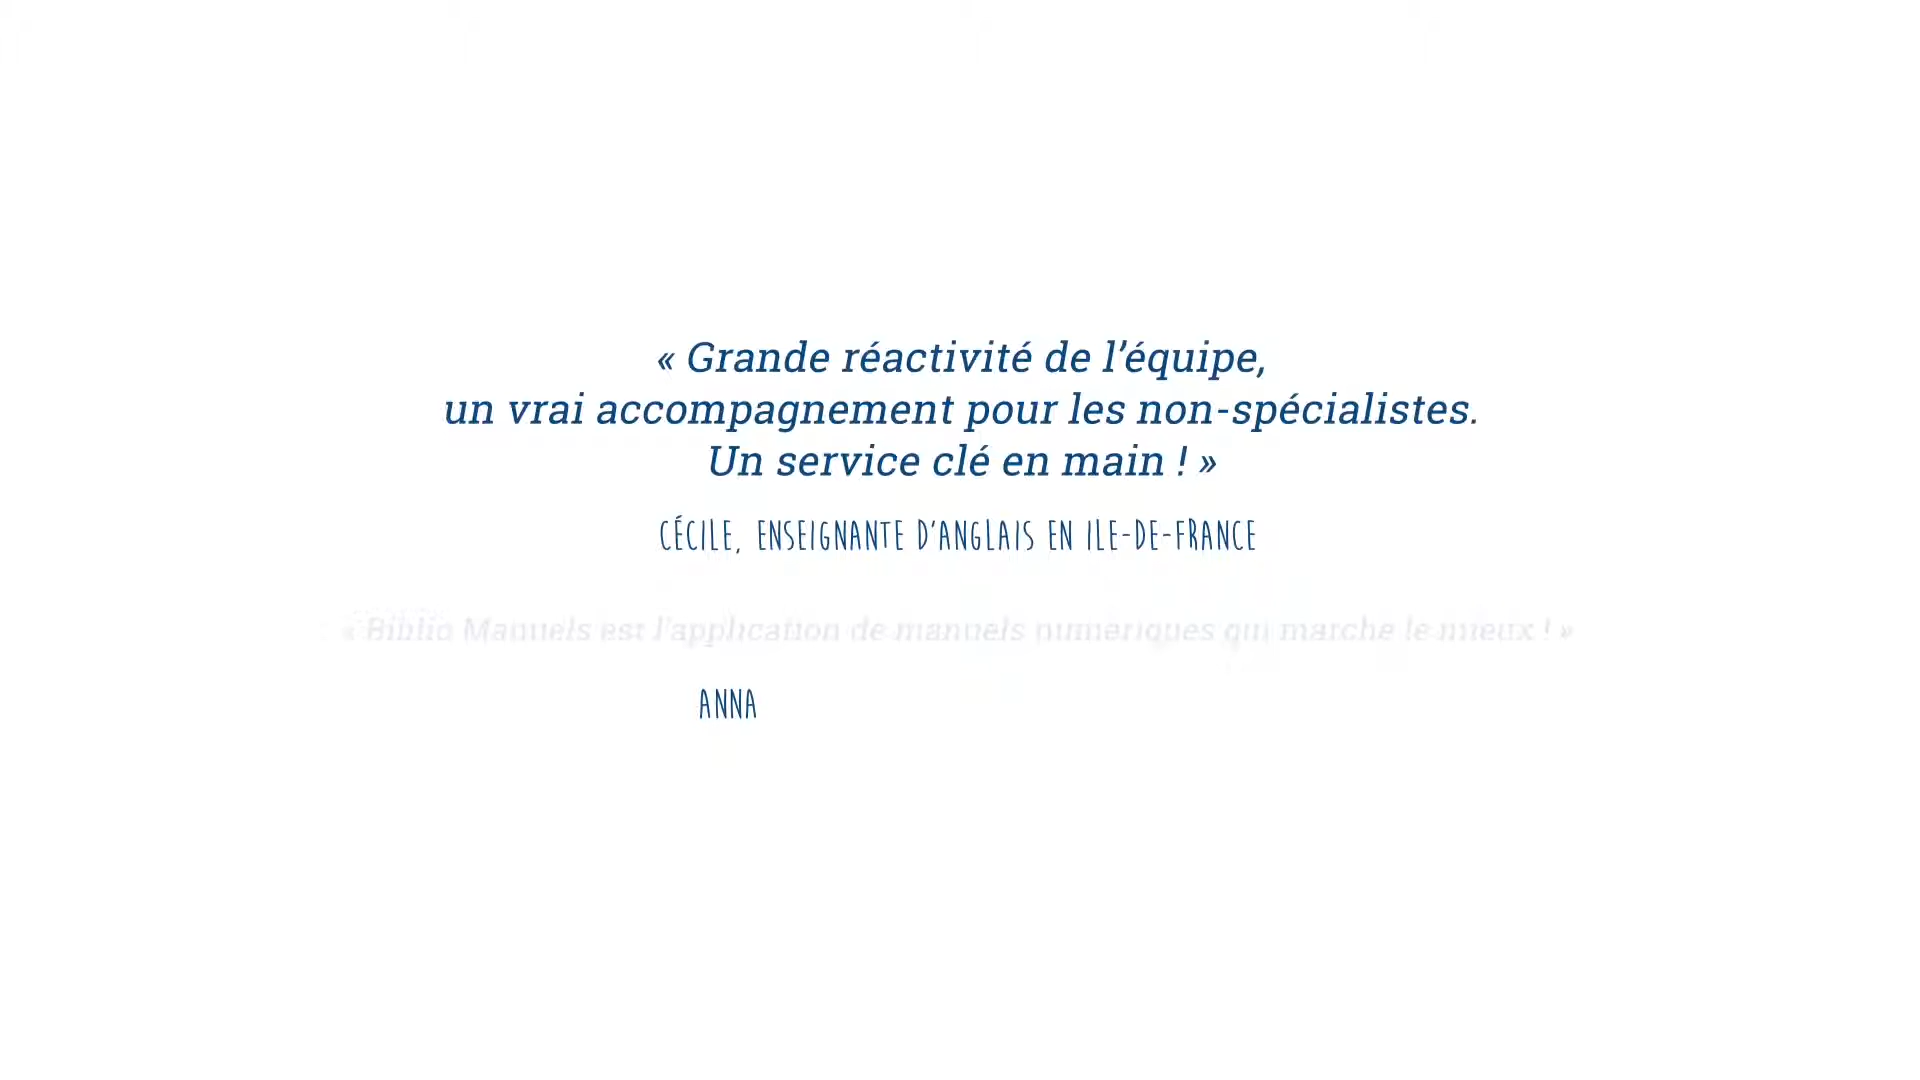 « Grande réactivité de l’équipe,
un vrai accompagnement pour les non-spécialistes.
Un service clé en main ! »
CÉCILE, ENSEIGNANTE D’ANGLAIS EN ILE-DE-FRANCE
« Biblio Manuels est l’application de manuels numériques qui marche le mieux ! »
ANNA